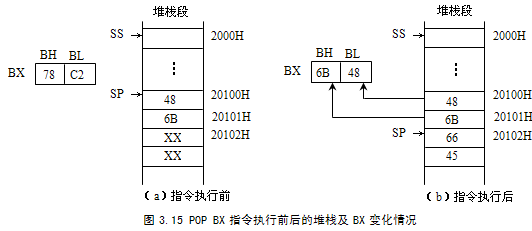 堆栈段
SS
2000H
BH BL
BX 78 C2
SP
48 20100H
6B 20101H
XX 20102H
XX
(a)指令执行前
堆栈段
SS
2000H
BH BL
BX 6B 48
20100H
48
6B 20101H
SP 66 20102H
45
(b)指令执行后
图 3.15 POP BX 指令执行前后的堆栈及 BX 变化情况